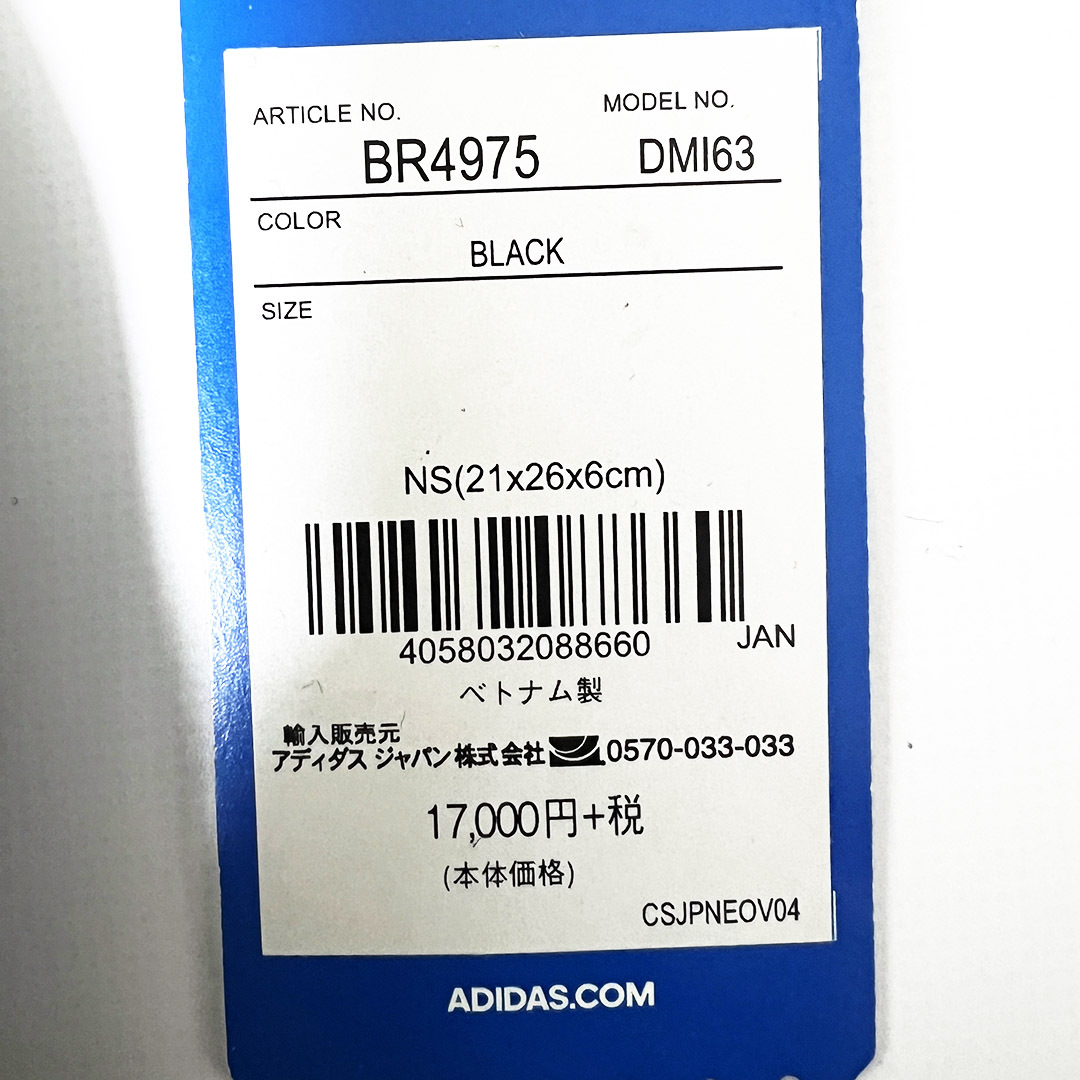 ARTICLE NO. MODEL NO.
BR4975 DMI63
COLOR
BLACK
SIZE
NS(21x26x6cm)
4058032088660 JAN
ベトナム製
輸入販売元
アディダス ジャパン株式会社 0570-033-033
17,000円+税
(本体価格)
CSJPNEOV04
ADIDAS.COM